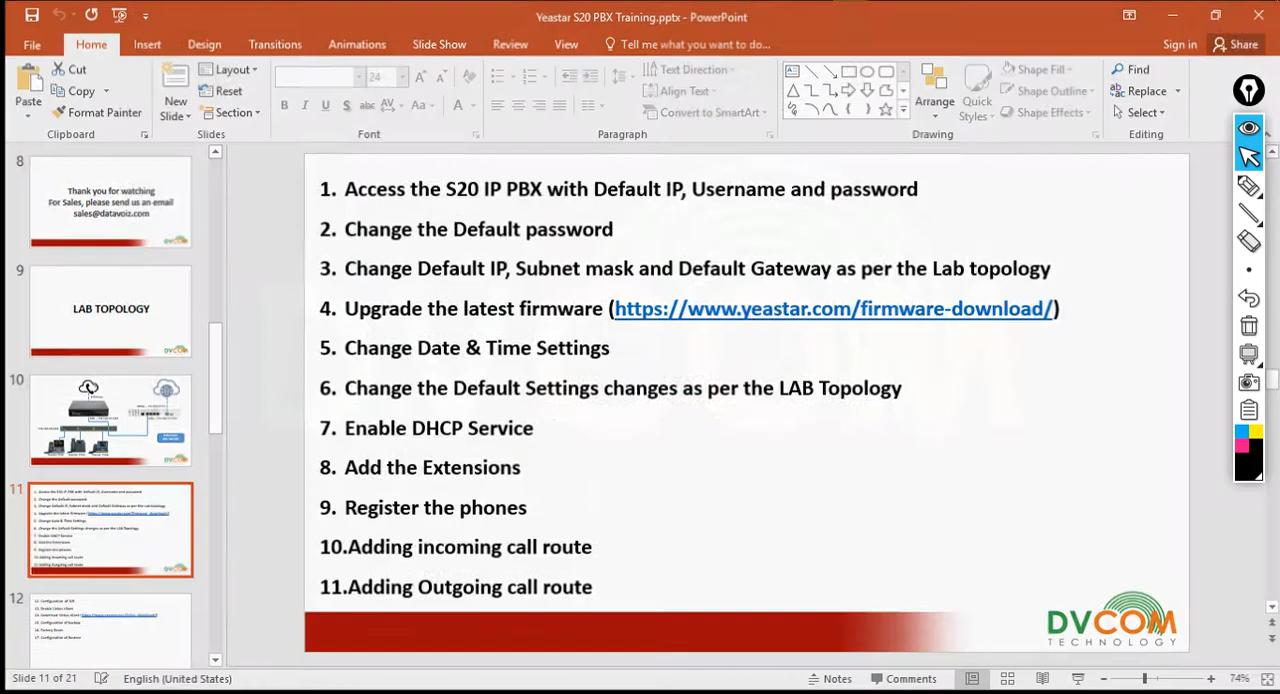 Yeastar S20 PBX Training.pptx - PowerPoint
File Home Insert Design Transitions Animations Slide Show Review View Tell me what you want to do... Sign in Share
Paste
Cut
Copy
Format Painter
Clipboard
New
Slide
Layout
Reset
Section
Slides
24
B I U S abc AV Aa A
Font
Text Direction
Align Text
Convert to SmartArt
Paragraph
Arrange
Quick
Styles
Shape Fill
Shape Outline
Shape Effects
Drawing
Find
Replace
Select
Editing
8
Thank you for watching
For Sales, please send us an email
sales@datavoiz.com
9
LAB TOPOLOGY
DVCOM
10
11
12
1. Access the S20 IP PBX with Default IP, Username and password
2. Change the Default password
3. Change Default IP, Subnet mask and Default Gateway as per the Lab topology
4. Upgrade the latest firmware (https://www.yeastar.com/firmware-download/)
5. Change Date & Time Settings
6. Change the Default Settings changes as per the LAB Topology
7. Enable DHCP Service
8. Add the Extensions
9. Register the phones
10.Adding incoming call route
11.Adding Outgoing call route
DVCOM
TECHNOLOGY
Slide 11 of 21 English (United States) Notes Comments 74%